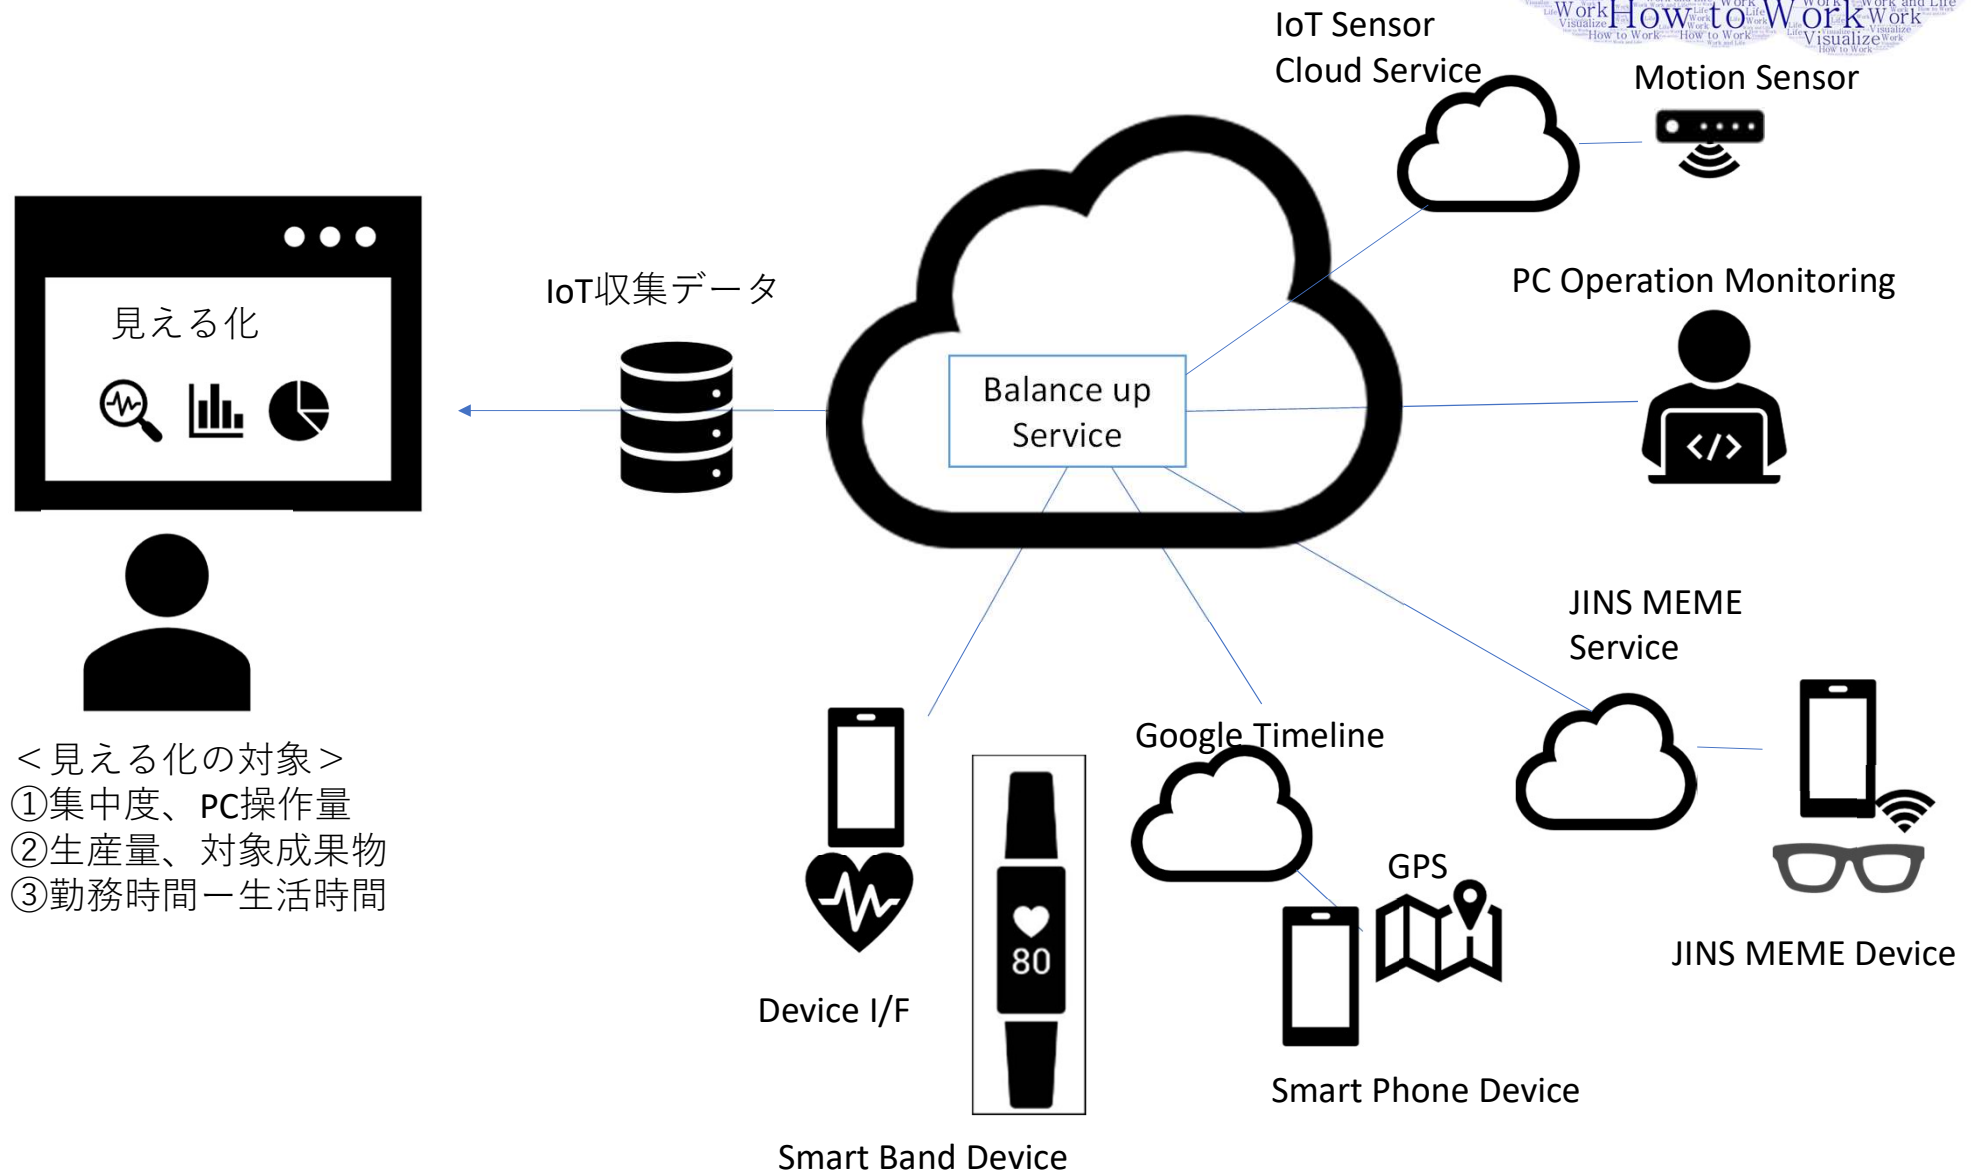 How to Work
IoT Sensor
Cloud Service
Motion Sensor
PC Operation Monitoring
IoT収集データ
見える化
Balance up
Service
</>
JINS MEME
Service
Google Timeline
GPS
80
JINS MEME Device
Device I/F
Smart Phone Device
Smart Band Device
＜見える化の対象＞
①集中度、PC操作量
②生産量、対象成果物
③勤務時間ー生活時間